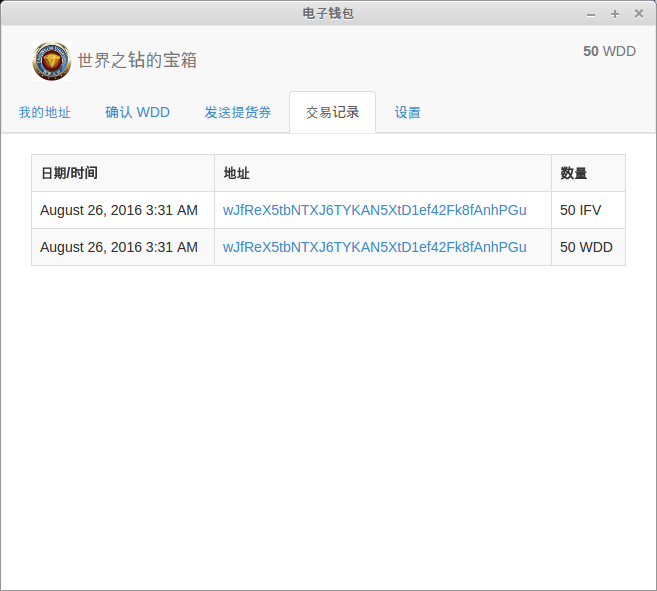 电子钱包
世界之钻的宝箱
50 WDD
我的地址 确认 WDD 发送提货券 交易记录 设置
日期/时间 地址 数量
August 26, 2016 3:31 AM wJfReX5tbNTXJ6TYKAN5XtD1ef42Fk8fAnhPGu 50 IFV
August 26, 2016 3:31 AM wJfReX5tbNTXJ6TYKAN5XtD1ef42Fk8fAnhPGu 50 WDD